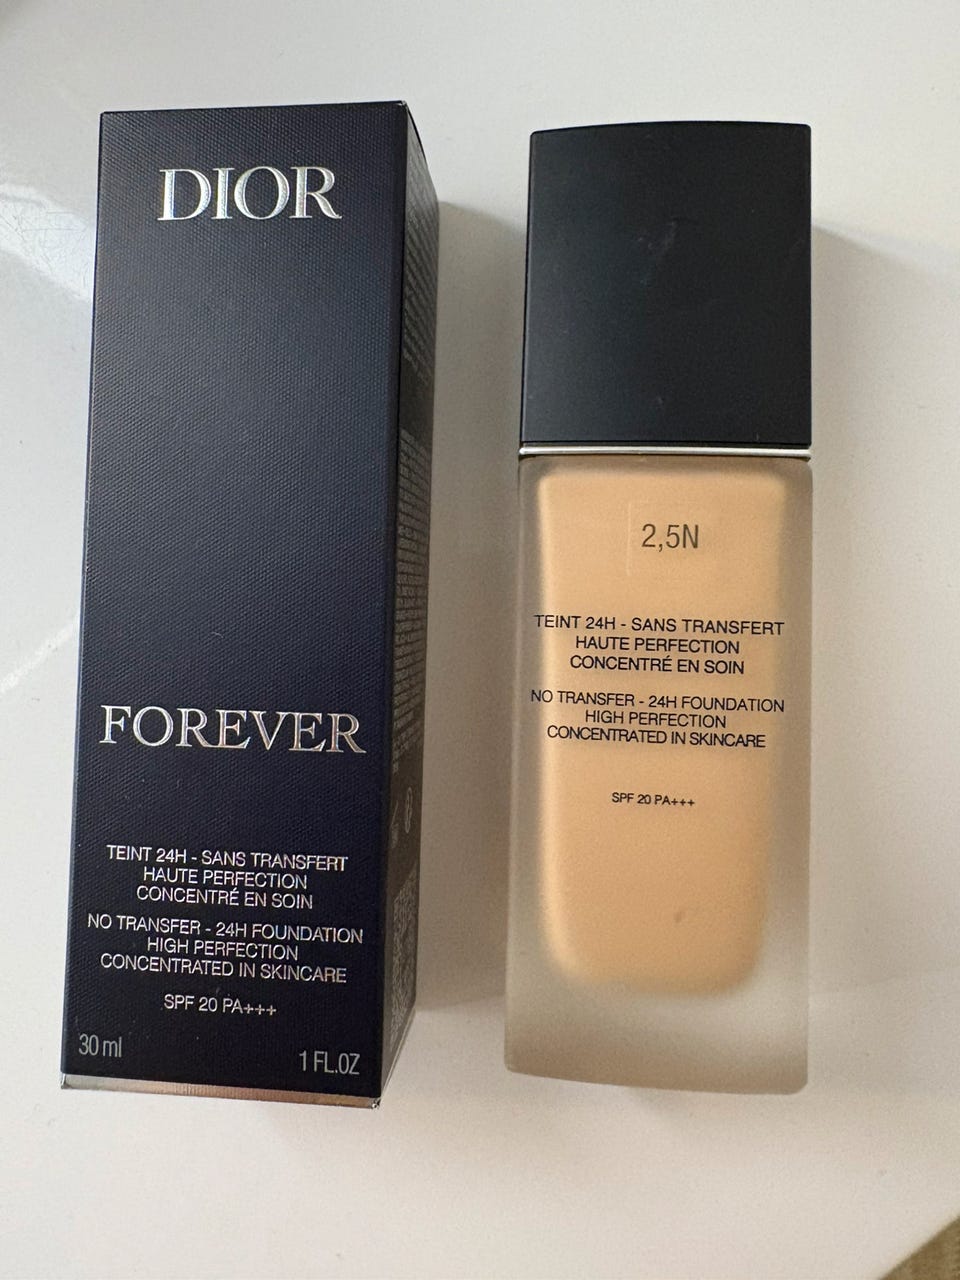 DIOR
FOREVER
TEINT 24H - SANS TRANSFERT
HAUTE PERFECTION
CONCENTRÉ EN SOIN
NO TRANSFER - 24H FOUNDATION
HIGH PERFECTION
CONCENTRATED IN SKINCARE
SPF 20 PA+++
30 ml
1 FL.OZ
2,5N
TEINT 24H - SANS TRANSFERT
HAUTE PERFECTION
CONCENTRÉ EN SOIN
NO TRANSFER - 24H FOUNDATION
HIGH PERFECTION
CONCENTRATED IN SKINCARE
SPF 20 PA+++